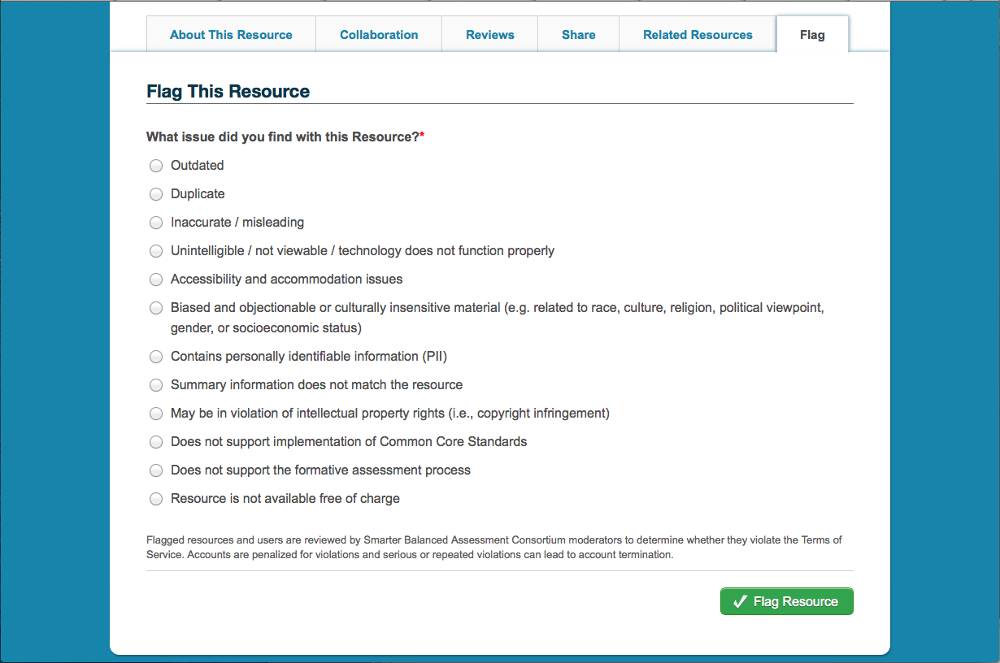 About This Resource Collaboration Reviews Share Related Resources Flag
Flag This Resource
What issue did you find with this Resource?*
Outdated
Duplicate
Inaccurate / misleading
Unintelligible / not viewable / technology does not function properly
Accessibility and accommodation issues
Biased and objectionable or culturally insensitive material (e.g. related to race, culture, religion, political viewpoint,
gender, or socioeconomic status)
Contains personally identifiable information (PII)
Summary information does not match the resource
May be in violation of intellectual property rights (i.e., copyright infringement)
Does not support implementation of Common Core Standards
Does not support the formative assessment process
Resource is not available free of charge
Flagged resources and users are reviewed by Smarter Balanced Assessment Consortium moderators to determine whether they violate the Terms of
Service. Accounts are penalized for violations and serious or repeated violations can lead to account termination.
Flag Resource